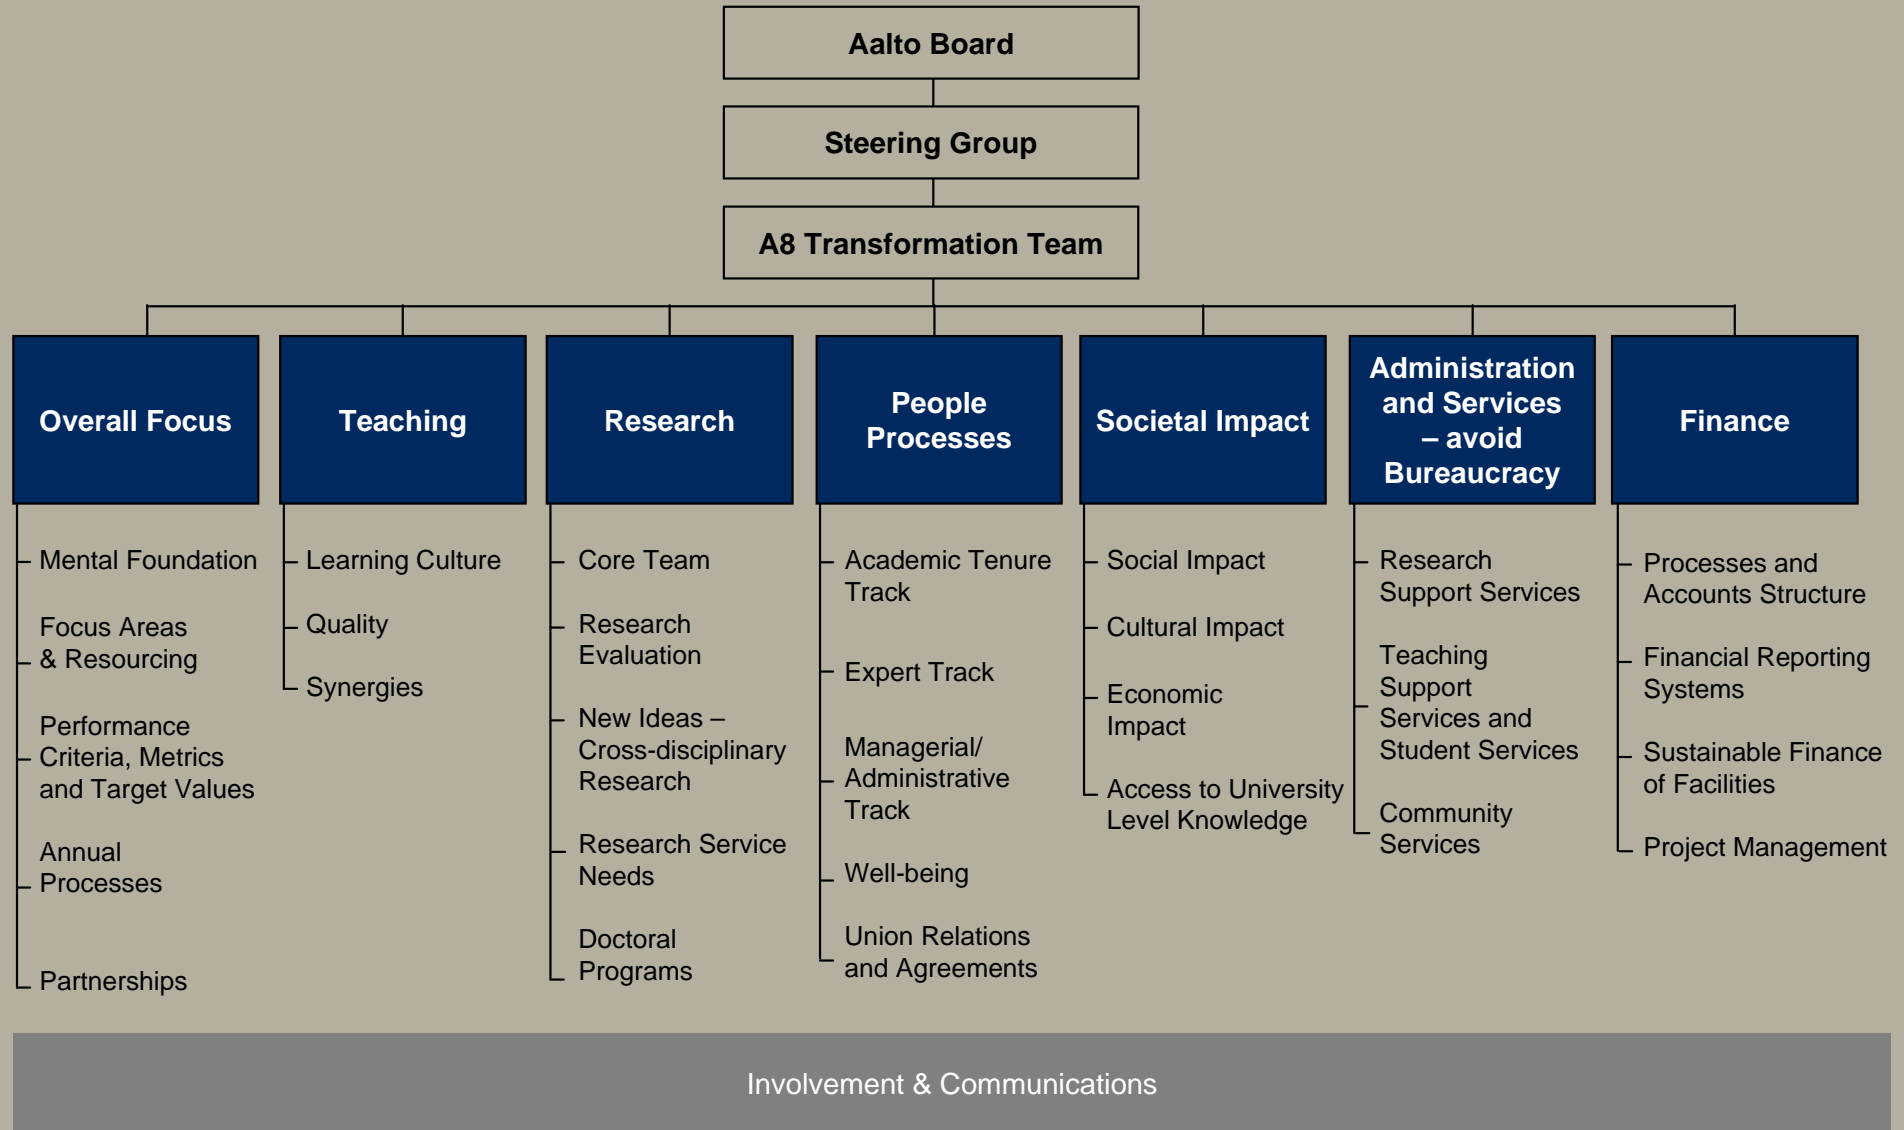 Aalto Board
Steering Group
A8 Transformation Team
Overall Focus
Mental Foundation
Focus Areas
& Resourcing
Performance
Criteria, Metrics
and Target Values
Annual
Processes
Partnerships
Teaching
Learning Culture
Quality
Synergies
Research
Core Team
Research
Evaluation
New Ideas –
Cross-disciplinary
Research
Research Service
Needs
Doctoral
Programs
People
Processes
Academic Tenure
Track
Expert Track
Managerial/
Administrative
Track
Well-being
Union Relations
and Agreements
Societal Impact
Social Impact
Cultural Impact
Economic
Impact
Access to University
Level Knowledge
Administration
and Services
– avoid
Bureaucracy
Research
Support Services
Teaching
Support
Services and
Student Services
Community
Services
Finance
Processes and
Accounts Structure
Financial Reporting
Systems
Sustainable Finance
of Facilities
Project Management
Involvement & Communications